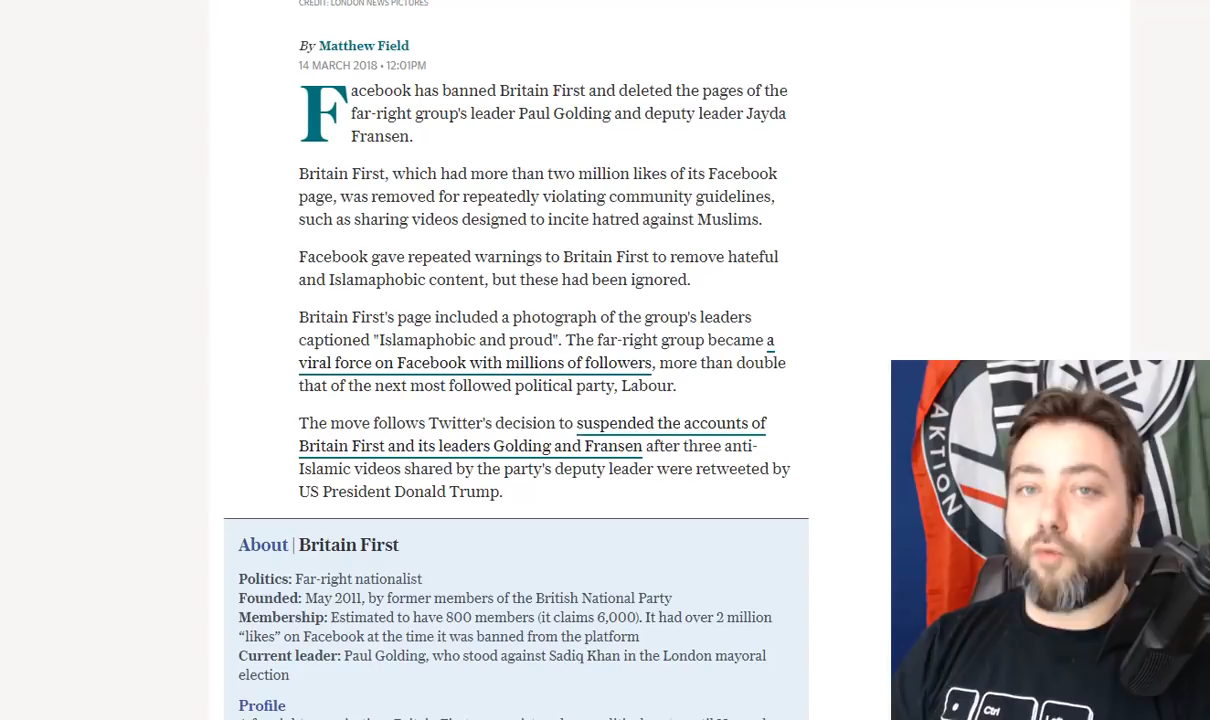 CREDIT: LONDON NEWS PICTURES
By Matthew Field
14 MARCH 2018 • 12:01PM
Facebook has banned Britain First and deleted the pages of the
far-right group's leader Paul Golding and deputy leader Jayda
Fransen.
Britain First, which had more than two million likes of its Facebook
page, was removed for repeatedly violating community guidelines,
such as sharing videos designed to incite hatred against Muslims.
Facebook gave repeated warnings to Britain First to remove hateful
and Islamaphobic content, but these had been ignored.
Britain First's page included a photograph of the group's leaders
captioned "Islamaphobic and proud". The far-right group became a
viral force on Facebook with millions of followers, more than double
that of the next most followed political party, Labour.
The move follows Twitter's decision to suspended the accounts of
Britain First and its leaders Golding and Fransen after three anti-
Islamic videos shared by the party's deputy leader were retweeted by
US President Donald Trump.
About | Britain First
Politics: Far-right nationalist
Founded: May 2011, by former members of the British National Party
Membership: Estimated to have 800 members (it claims 6,000). It had over 2 million
“likes” on Facebook at the time it was banned from the platform
Current leader: Paul Golding, who stood against Sadiq Khan in the London mayoral
election
Profile
AKTION
Ctrl